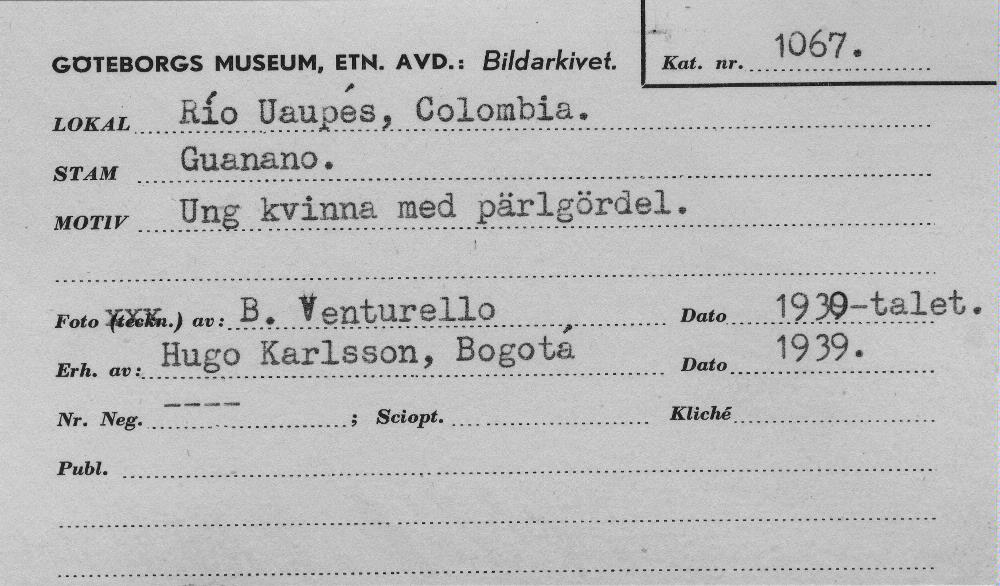 GÖTEBORGS MUSEUM, ETN. AVD.: Bildarkivet.
Kat. nr. 1067.
LOKAL Río Uaupés, Colombia.
STAM Guanano.
MOTIV Ung kvinna med pärlgördel.
Foto (teckn.) av: B. Venturello Dato 1930-talet.
Erh. av: Hugo Karlsson, Bogotá Dato 1939.
Nr. Neg. ---- ; Sciopt. Kliché
Publ.